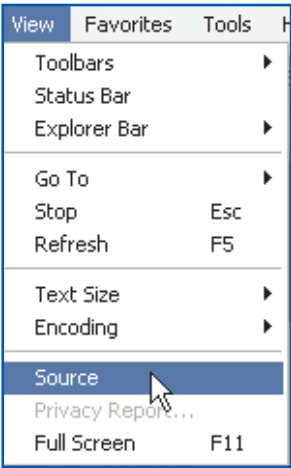 View Favorites Tools H
Toolbars
Status Bar
Explorer Bar
Go To
Stop Esc
Refresh F5
Text Size
Encoding
Source
Privacy Report...
Full Screen F11